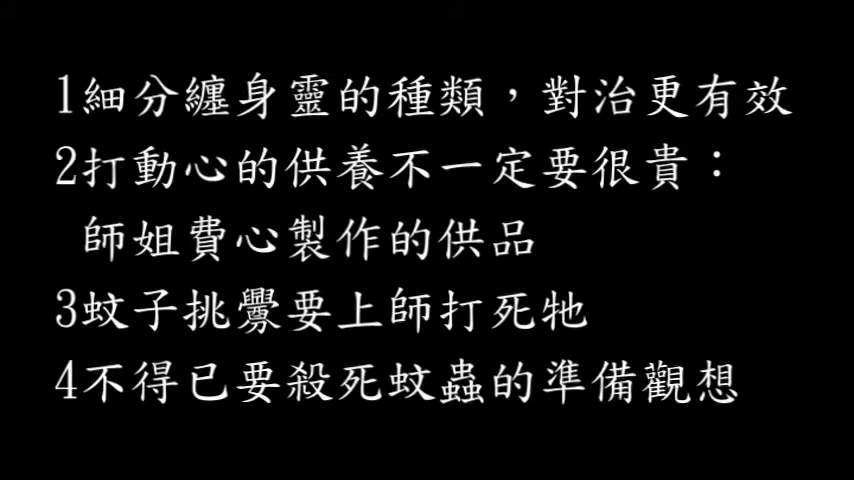 1細分纏身靈的種類，對治更有效
2打動心的供養不一定要很貴：
師姐費心製作的供品
3蚊子挑釁要上師打死牠
4不得已要殺死蚊蟲的準備觀想